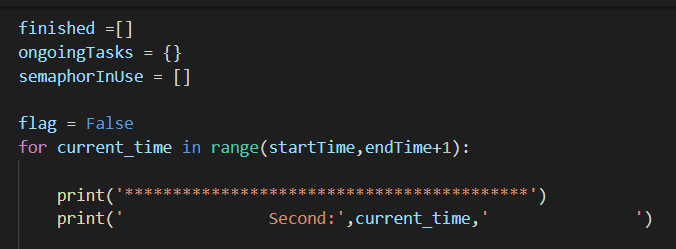 finished =[]
ongoingTasks = {}
semaphorInUse = []
flag = False
for current_time in range(startTime,endTime+1):
print('******************************************')
print('               Second:',current_time,'               ')